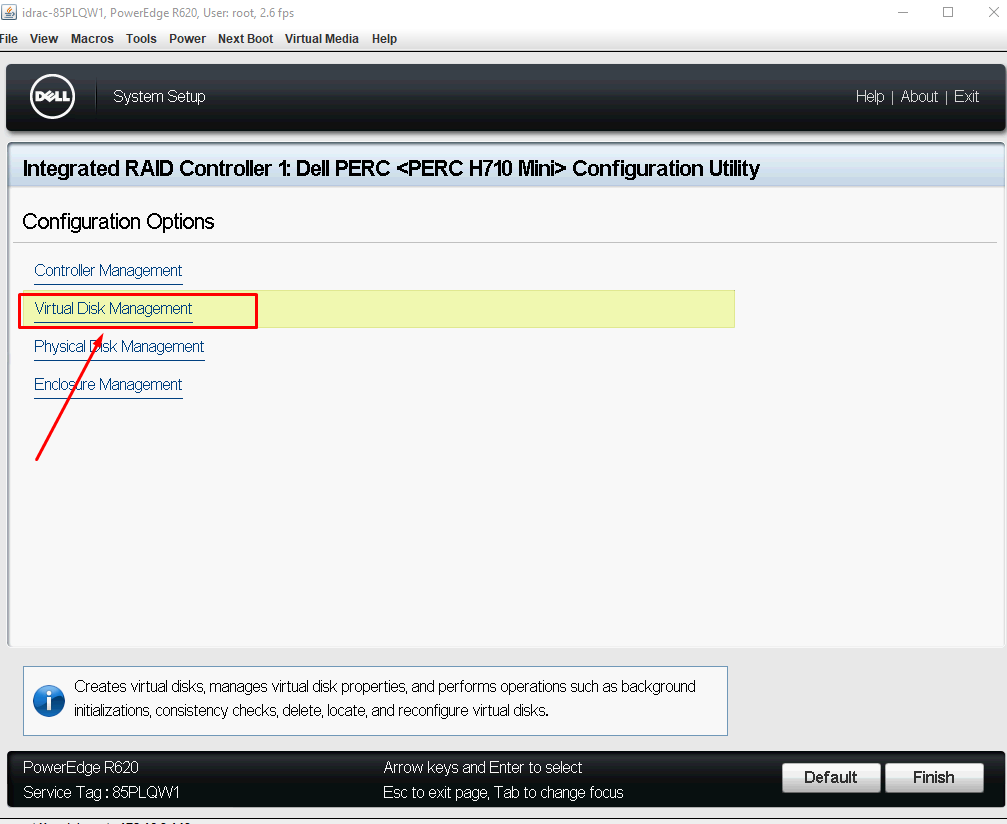 idrac-85PLQW1, PowerEdge R620, User: root, 2.6 fps
File View Macros Tools Power Next Boot Virtual Media Help
DELL System Setup Help | About | Exit
Integrated RAID Controller 1: Dell PERC <PERC H710 Mini> Configuration Utility
Configuration Options
Controller Management
Virtual Disk Management
Physical Disk Management
Enclosure Management
Creates virtual disks, manages virtual disk properties, and performs operations such as background
initializations, consistency checks, delete, locate, and reconfigure virtual disks.
PowerEdge R620 Arrow keys and Enter to select
Service Tag : 85PLQW1 Esc to exit page, Tab to change focus
Default Finish